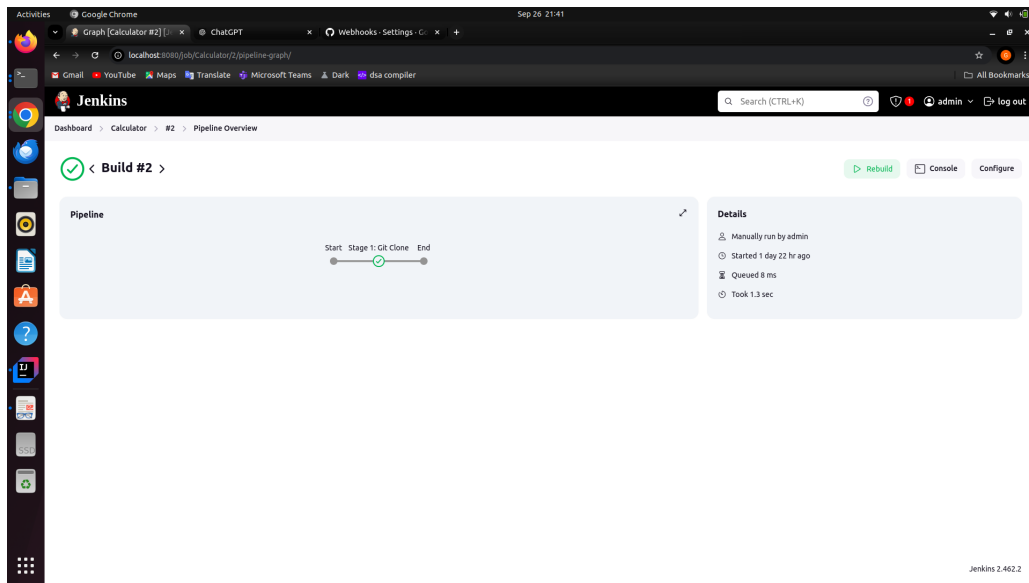 Activities Google Chrome Sep 26 21:41
Graph [Calculator #2] [J ChatGPT Webhooks · Settings · G
localhost:8080/job/Calculator/2/pipeline-graph/
Gmail YouTube Maps Translate Microsoft Teams Dark dsa compiler All Bookmarks
Jenkins Search (CTRL+K) ? 1 admin log out
Dashboard > Calculator > #2 > Pipeline Overview
Build #2 Rebuild Console Configure
Pipeline Details
Manually run by admin
Start Stage 1: Git Clone End
Started 1 day 22 hr ago
Queued 8 ms
Took 1.3 sec
Jenkins 2.462.2